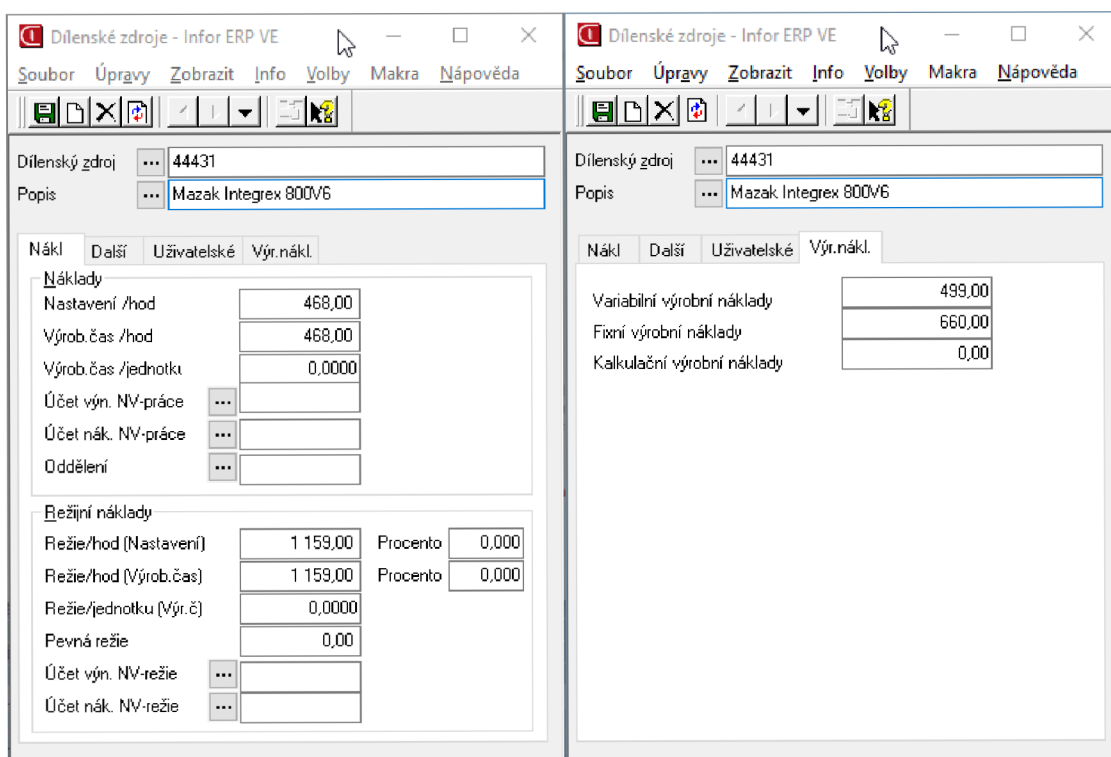 Dílenské zdroje - Infor ERP VE
Soubor Úpravy Zobrazit Info Volby Makra Nápověda
Dílenský zdroj ... 44431
Popis ... Mazak Integrex 800V6
Nákl Další Uživatelské Výr.nákl.
Náklady
Nastavení /hod 468,00
Výrob.čas /hod 468,00
Výrob.čas /jednotku 0,0000
Účet výn. NV-práce ...
Účet nák. NV-práce ...
Oddělení ...
Režijní náklady
Režie/hod (Nastavení) 1 159,00 Procento 0,000
Režie/hod (Výrob.čas) 1 159,00 Procento 0,000
Režie/jednotku (Výr.č) 0,0000
Pevná režie 0,00
Účet výn. NV-režie ...
Účet nák. NV-režie ...
Dílenské zdroje - Infor ERP VE
Soubor Úpravy Zobrazit Info Volby Makra Nápověda
Dílenský zdroj ... 44431
Popis ... Mazak Integrex 800V6
Nákl Další Uživatelské Výr.nákl.
Variabilní výrobní náklady 499,00
Fixní výrobní náklady 660,00
Kalkulační výrobní náklady 0,00